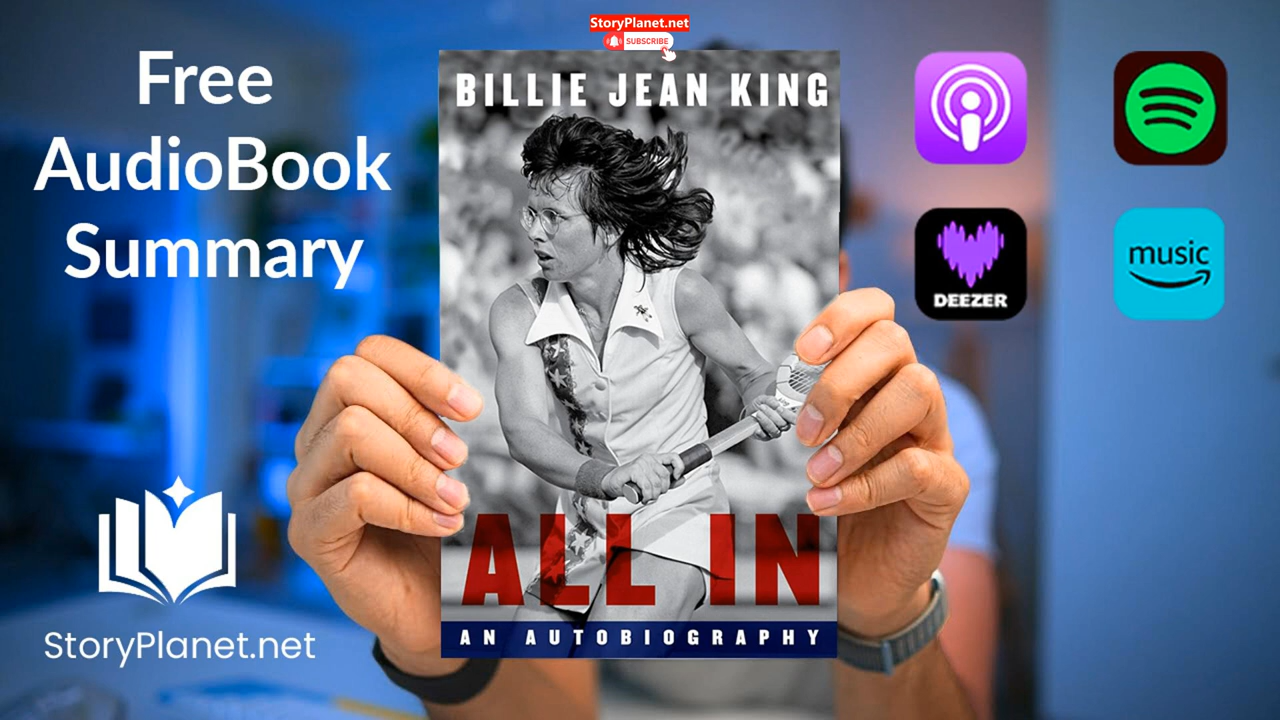 StoryPlanet.net
SUBSCRIBE
Free
AudioBook
Summary
BILLIE JEAN KING
ALL IN
AN AUTOBIOGRAPHY
DEEZER
music
StoryPlanet.net